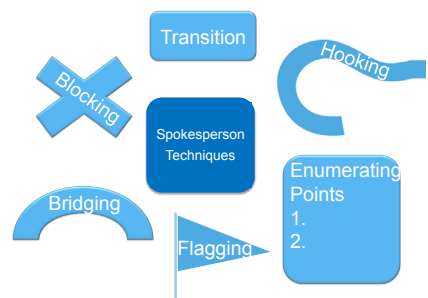 Transition
Hooking
Blocking
Spokesperson
Techniques
Enumerating
Points
1.
2.
Bridging
Flagging